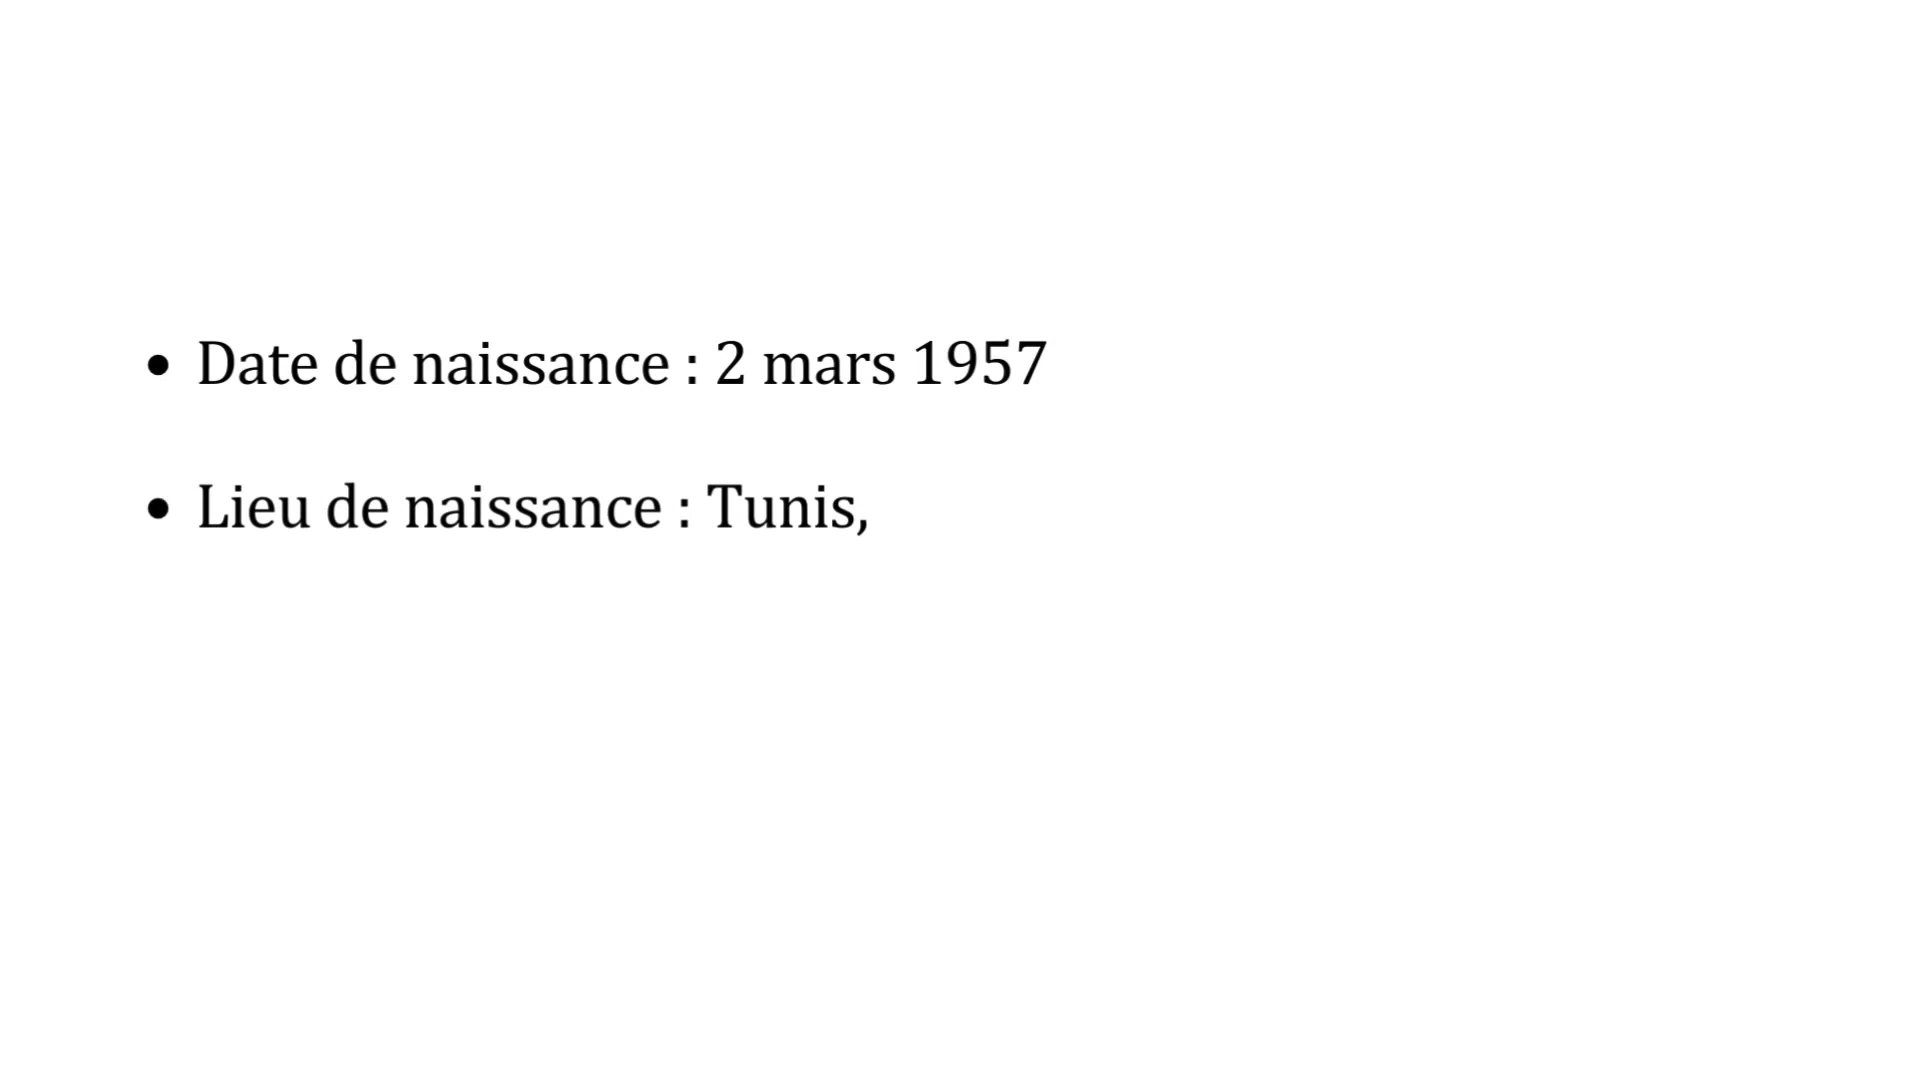 • Date de naissance : 2 mars 1957
• Lieu de naissance : Tunis,